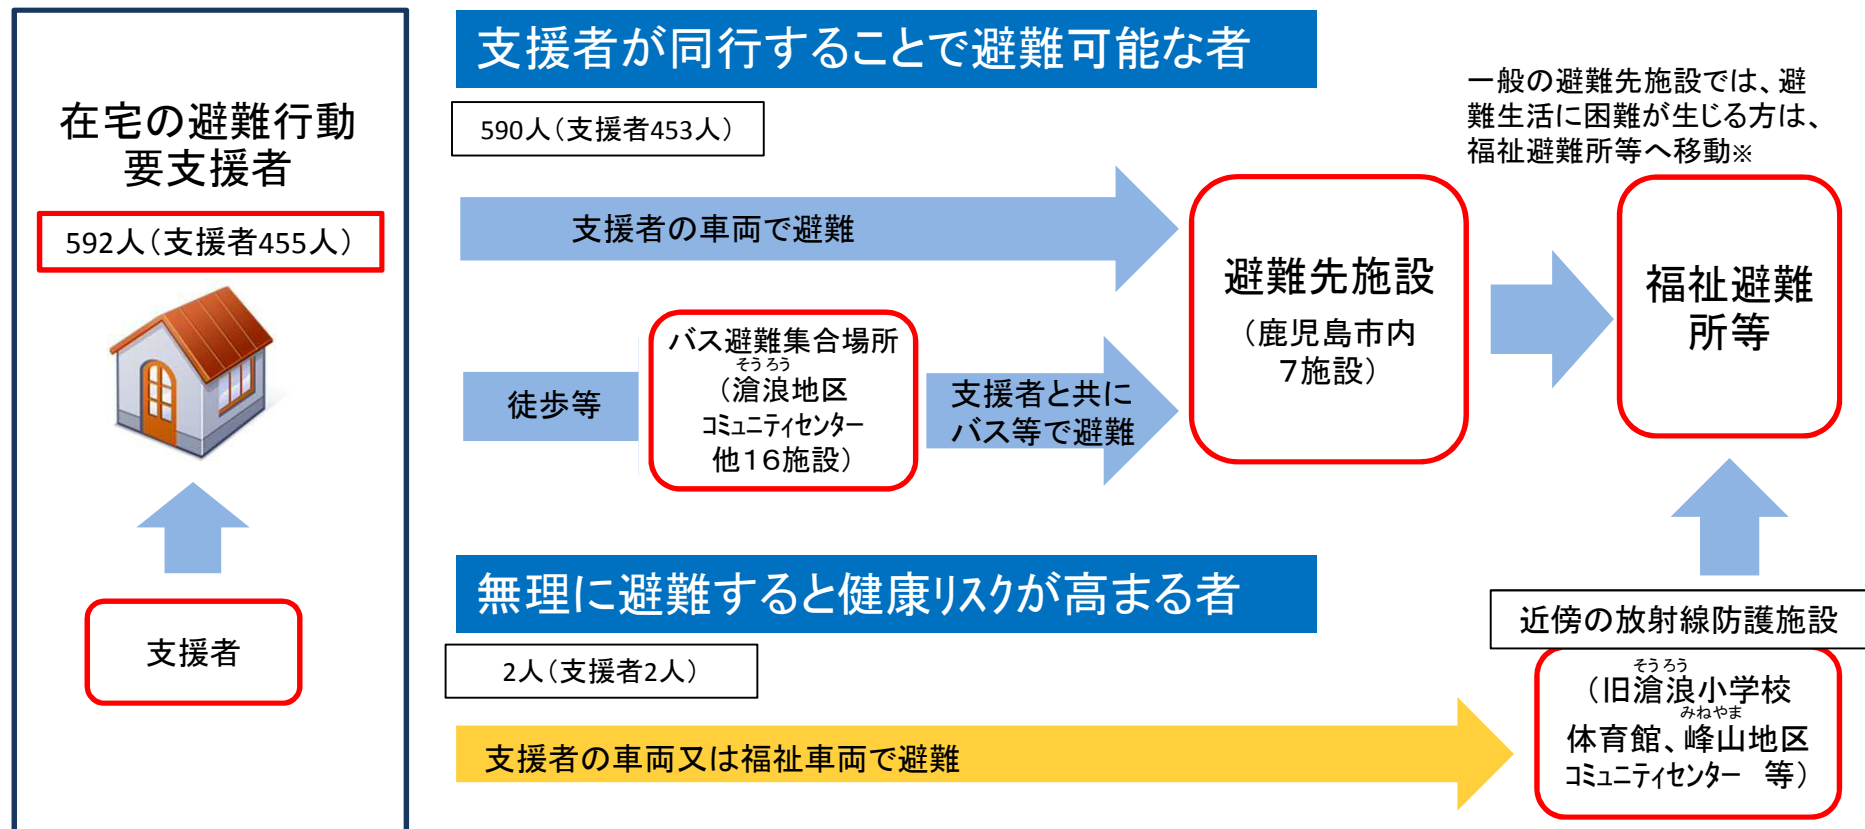 在宅の避難行動
要支援者
592人（支援者455人）
支援者
支援者が同行することで避難可能な者
590人（支援者453人）
支援者の車両で避難
徒歩等
バス避難集合場所
そうろう
（滄浪地区
コミュニティセンター
他１６施設）
支援者と共に
バス等で避難
避難先施設
（鹿児島市内
７施設）
一般の避難先施設では、避
難生活に困難が生じる方は、
福祉避難所等へ移動※
福祉避難
所等
無理に避難すると健康リスクが高まる者
2人（支援者2人）
支援者の車両又は福祉車両で避難
近傍の放射線防護施設
そうろう
（旧滄浪小学校
みねやま
体育館、峰山地区
コミュニティセンター　等）